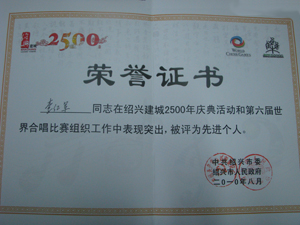 2500
荣誉证书
同志在绍兴建城2500年庆典活动和第六届世
界合唱比赛组织工作中表现突出，被评为先进个人。
中共绍兴市委
绍兴市人民政府
二〇一〇年八月